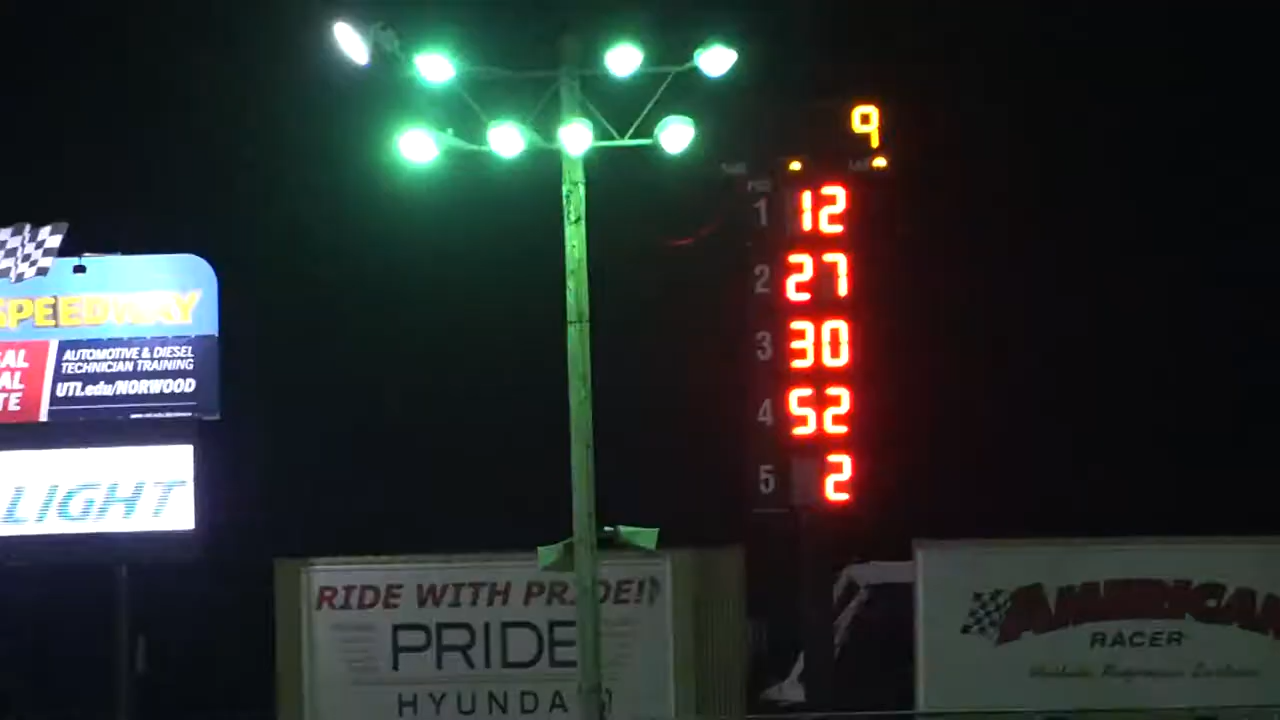 9
1 12
2 27
3 30
4 52
5 2
SPEEDWAY
AUTOMOTIVE & DIESEL
TECHNICIAN TRAINING
UTI.edu/NORWOOD
LIGHT
RIDE WITH PRIDE!
PRIDE
HYUNDAI
AMERICAN
RACER